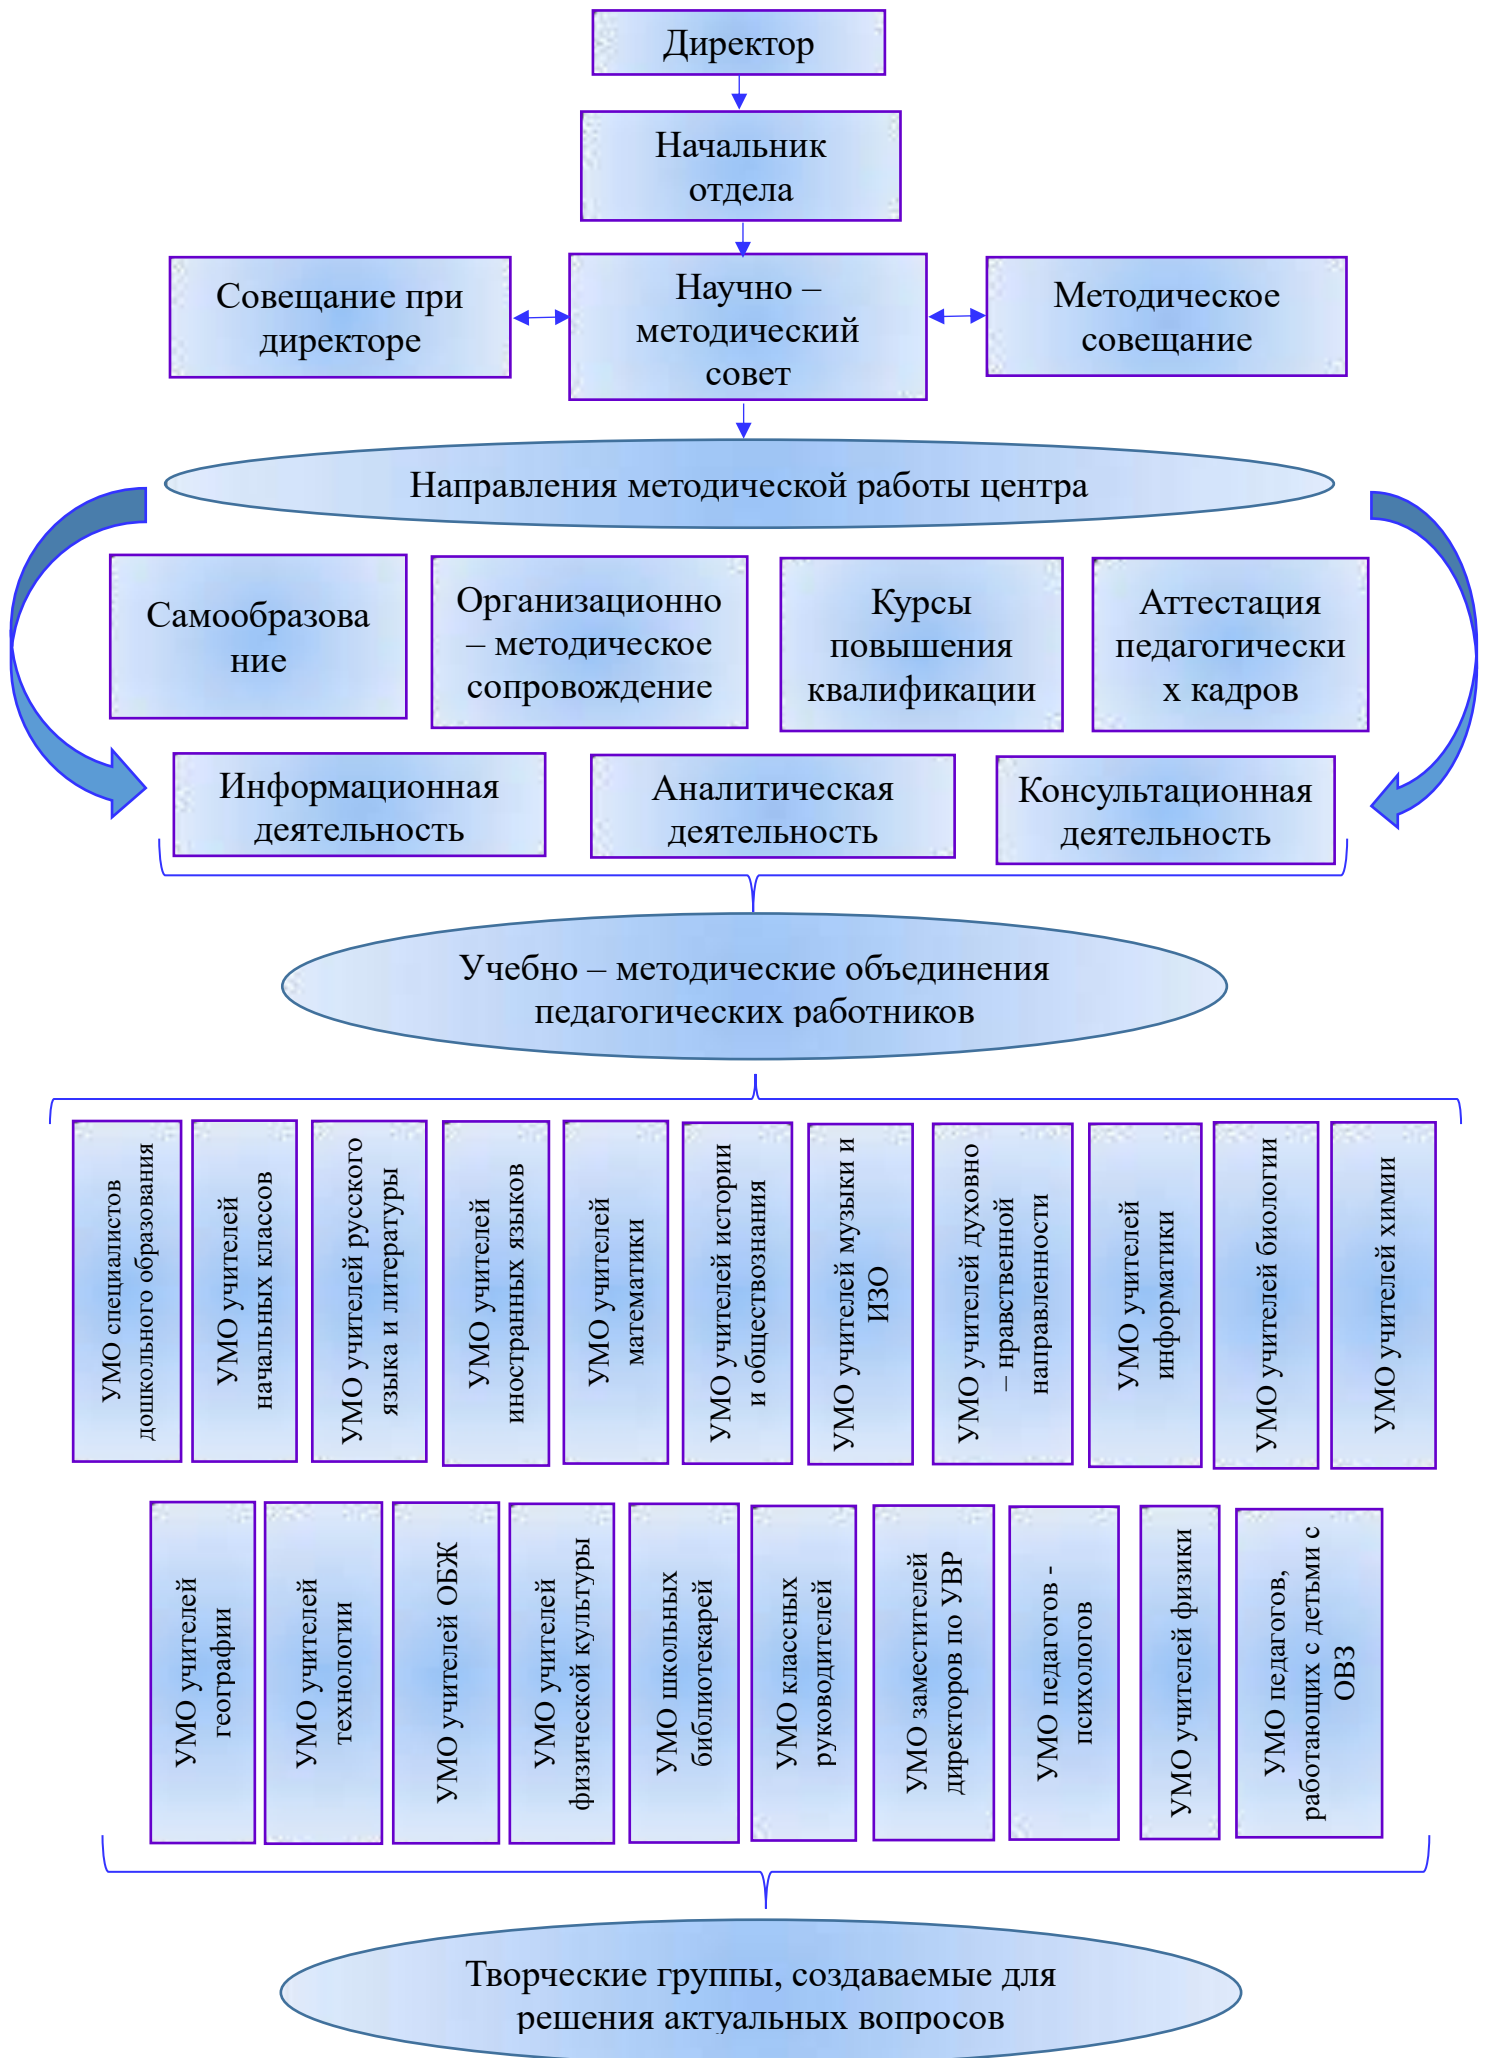 Директор
Начальник
отдела
Совещание при
директоре
Научно –
методический
совет
Методическое
совещание
Направления методической работы центра
Самообразова
ние
Организационно
– методическое
сопровождение
Курсы
повышения
квалификации
Аттестация
педагогически
х кадров
Информационная
деятельность
Аналитическая
деятельность
Консультационная
деятельность
Учебно – методические объединения
педагогических работников
УМО специалистов
дошкольного образования
УМО учителей
начальных классов
УМО учителей русского
языка и литературы
УМО учителей
иностранных языков
УМО учителей
математики
УМО учителей истории
и обществознания
УМО учителей музыки и
ИЗО
УМО учителей духовно
– нравственной
направленности
УМО учителей
информатики
УМО учителей биологии
УМО учителей химии
УМО учителей
географии
УМО учителей
технологии
УМО учителей ОБЖ
УМО учителей
физической культуры
УМО школьных
библиотекарей
УМО классных
руководителей
УМО заместителей
директоров по УВР
УМО педагогов -
психологов
УМО учителей физики
УМО педагогов,
работающих с детьми с
ОВЗ
Творческие группы, создаваемые для
решения актуальных вопросов